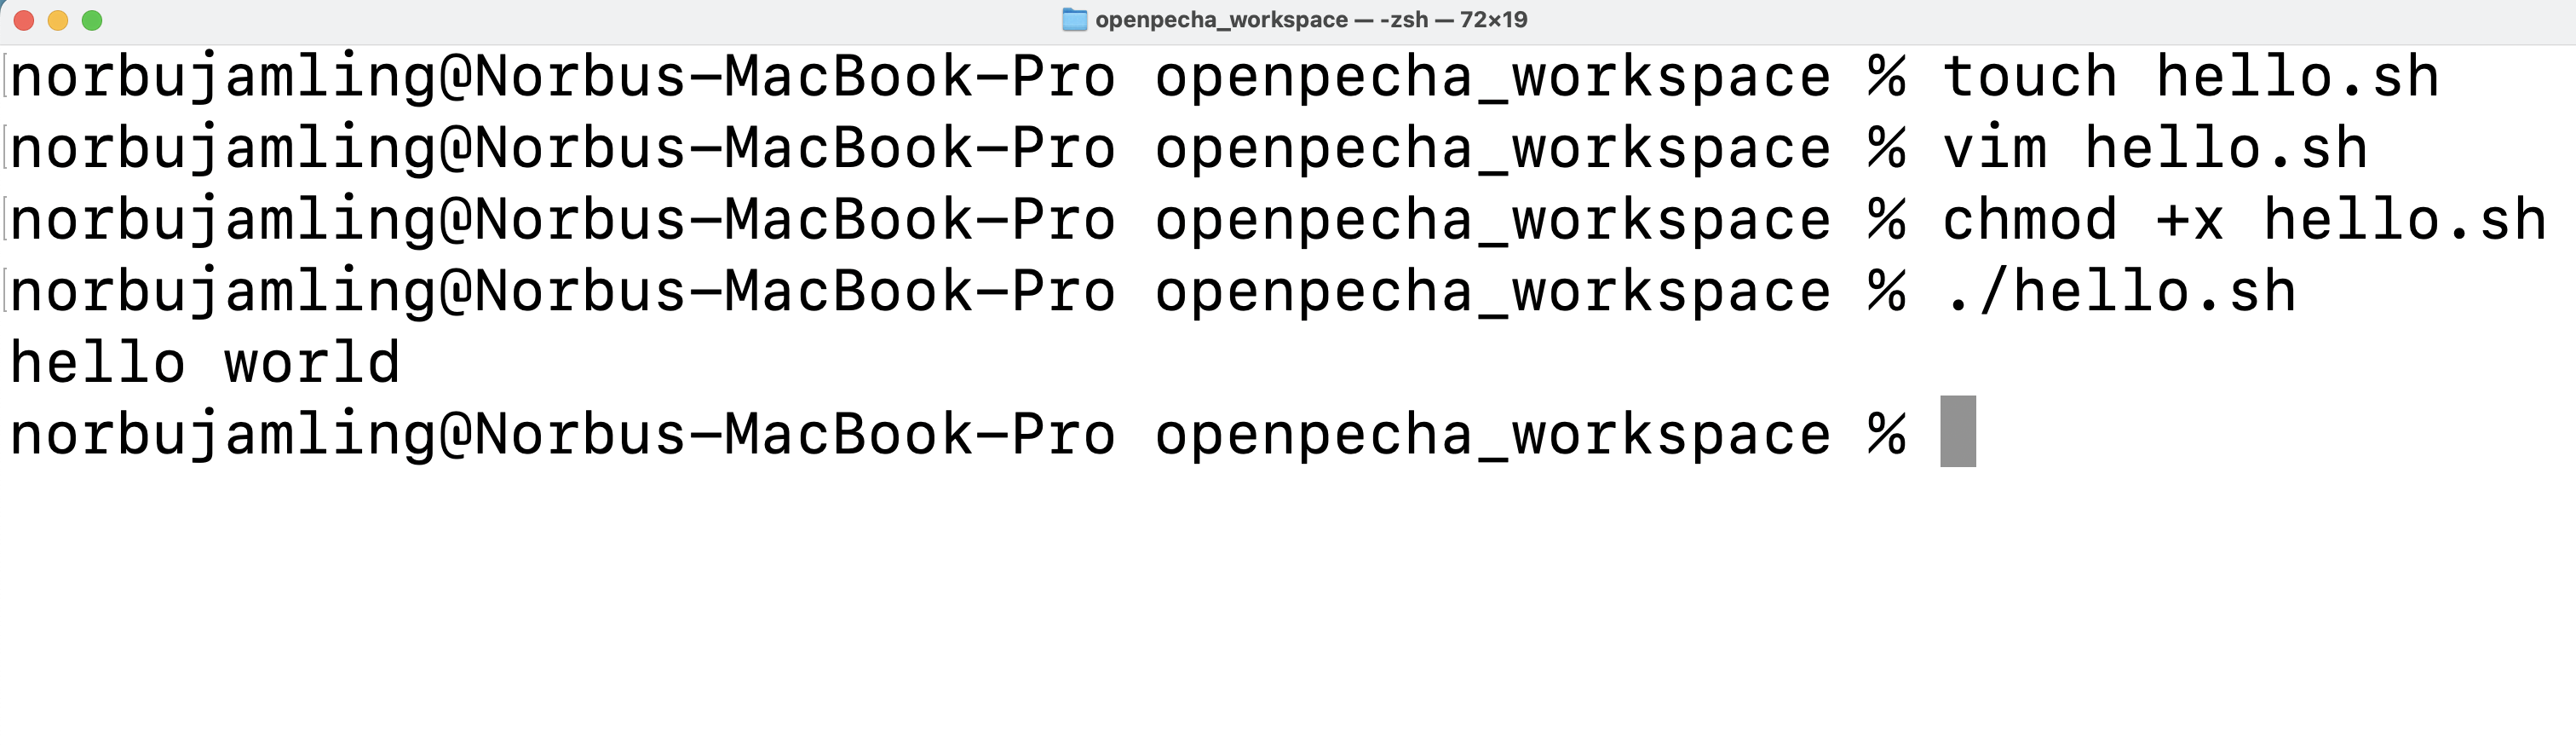 openpecha_workspace — -zsh — 72×19
norbujamling@Norbus-MacBook-Pro openpecha_workspace % touch hello.sh
norbujamling@Norbus-MacBook-Pro openpecha_workspace % vim hello.sh
norbujamling@Norbus-MacBook-Pro openpecha_workspace % chmod +x hello.sh
norbujamling@Norbus-MacBook-Pro openpecha_workspace % ./hello.sh
hello world
norbujamling@Norbus-MacBook-Pro openpecha_workspace %